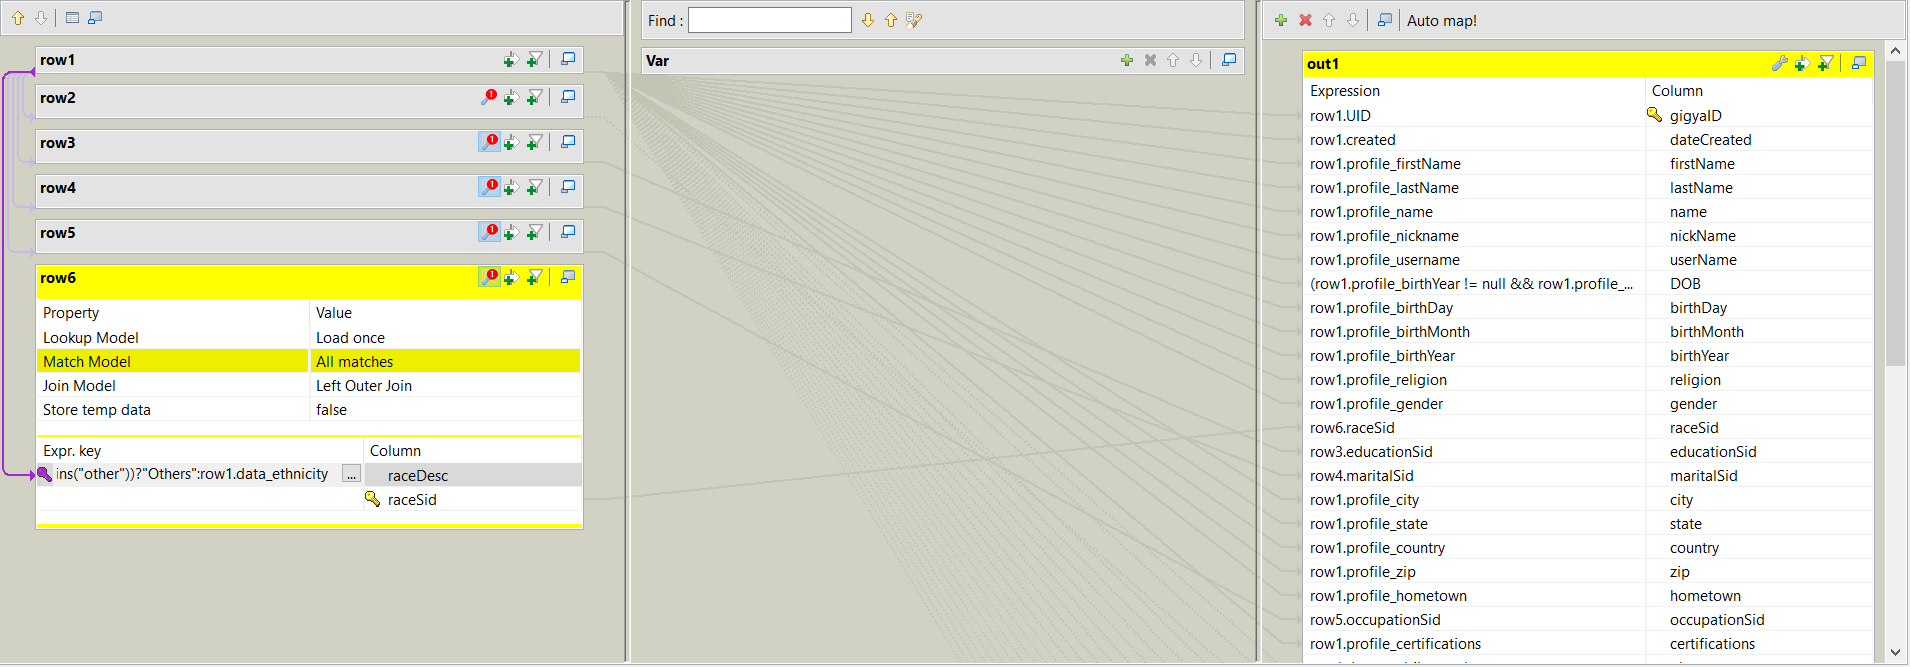 row1
row2
row3
row4
row5
row6
Property Value
Lookup Model Load once
Match Model All matches
Join Model Left Outer Join
Store temp data false
Expr. key Column
ins("other"))?"Others":row1.data_ethnicity ... raceDesc
raceSid
Find :
Var
Auto map!
out1
Expression Column
row1.UID gigyaID
row1.created dateCreated
row1.profile_firstName firstName
row1.profile_lastName lastName
row1.profile_name name
row1.profile_nickname nickName
row1.profile_username userName
(row1.profile_birthYear != null && row1.profile_... DOB
row1.profile_birthDay birthDay
row1.profile_birthMonth birthMonth
row1.profile_birthYear birthYear
row1.profile_religion religion
row1.profile_gender gender
row6.raceSid raceSid
row3.educationSid educationSid
row4.maritalSid maritalSid
row1.profile_city city
row1.profile_state state
row1.profile_country country
row1.profile_zip zip
row1.profile_hometown hometown
row5.occupationSid occupationSid
row1.profile_certifications certifications